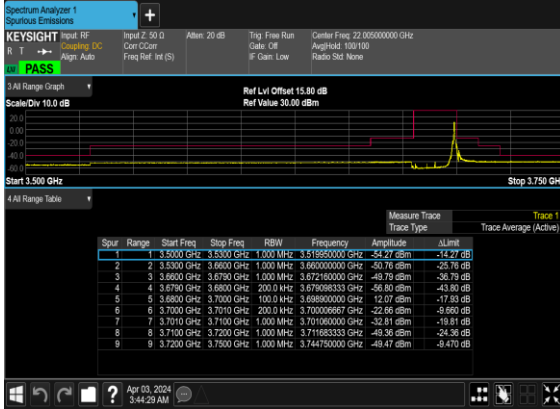 Spectrum Analyzer 1
Spurious Emissions
+
KEYSIGHT Input: RF Input Z: 50 Ω Atten: 20 dB Trig: Free Run Center Freq: 22.005000000 GHz
R T Coupling: DC Corr CCorr Gate: Off Avg|Hold: 100/100
Align: Auto Freq Ref: Int (S) IF Gain: Low Radio Std: None
PASS
3 All Range Graph
Ref Lvl Offset 15.80 dB
Scale/Div 10.0 dB Ref Value 30.00 dBm
20.0
0.00
-20.0
-40.0
-60.0
Start 3.500 GHz Stop 3.750 GH
4 All Range Table
Measure Trace Trace 1
Trace Type Trace Average (Active)
Spur Range Start Freq Stop Freq RBW Frequency Amplitude ΔLimit
1 1 3.5000 GHz 3.5300 GHz 1.000 MHz 3.519950000 GHz -54.27 dBm -14.27 dB
2 2 3.5300 GHz 3.6600 GHz 1.000 MHz 3.660000000 GHz -50.76 dBm -25.76 dB
3 3 3.6600 GHz 3.6790 GHz 1.000 MHz 3.672160000 GHz -49.79 dBm -36.79 dB
4 4 3.6790 GHz 3.6800 GHz 200.0 kHz 3.679098333 GHz -56.80 dBm -43.80 dB
5 5 3.6800 GHz 3.7000 GHz 100.0 kHz 3.698900000 GHz 12.07 dBm -17.93 dB
6 6 3.7000 GHz 3.7010 GHz 200.0 kHz 3.700006667 GHz -22.66 dBm -9.660 dB
7 7 3.7010 GHz 3.7100 GHz 1.000 MHz 3.701060000 GHz -32.81 dBm -19.81 dB
8 8 3.7100 GHz 3.7200 GHz 1.000 MHz 3.711683333 GHz -49.36 dBm -24.36 dB
9 9 3.7200 GHz 3.7500 GHz 1.000 MHz 3.744750000 GHz -49.47 dBm -9.470 dB
? Apr 03, 2024
3:44:29 AM